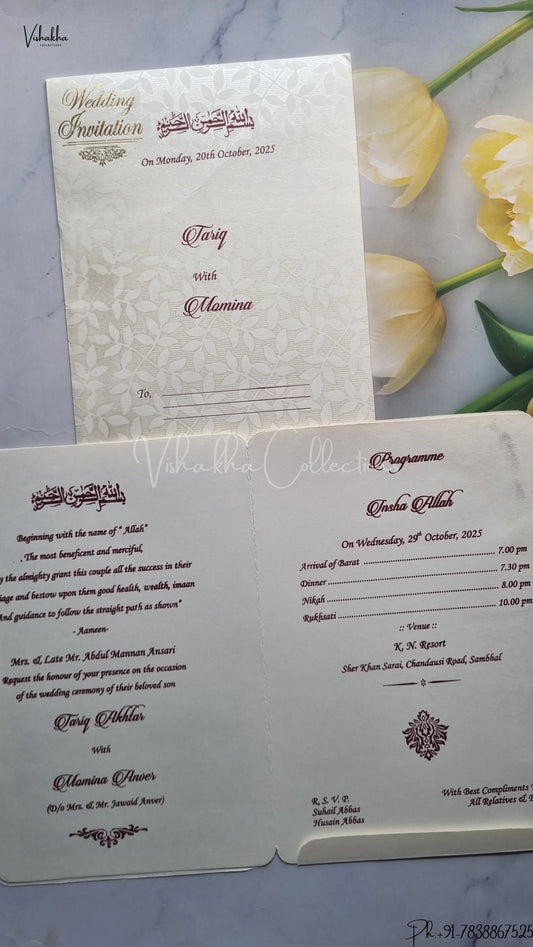 Vishakha
COLLECTIONS
Wedding
Invitation
بسم الله الرحمن الرحيم
On Monday, 20th October, 2025
Tariq
With
Momina
To,
Vishakha Collections
بسم الله الرحمن الرحيم
Beginning with the name of " Allah"
. The most beneficent and merciful,
the almighty grant this couple all the success in their
and bestow upon them good health, wealth, imaan
And guidance to follow the straight path as shown"
- Aameen-
Mrs. & Late Mr. Abdul Mannan Ansari
Request the honour of your presence on the occasion
of the wedding ceremony of their beloved son
Tariq Akhtar
With
Momina Anver
(D/o Mrs. & Mr. Jawaid Anver)
Programme
Insha Allah
On Wednesday, 29th October, 2025
Arrival of Barat ........ 7.00 pm
Dinner ........ 7.30 pm
Nikah ........ 8.00 pm
Rukhsati ........ 10.00 pm
:: Venue ::
K. N. Resort
Sher Khan Sarai, Chandausi Road, Sambhal
R. S. V. P.
Suhail Abbas
Husain Abbas
With Best Compliments
All Relatives &
Ph:+91-7838867525